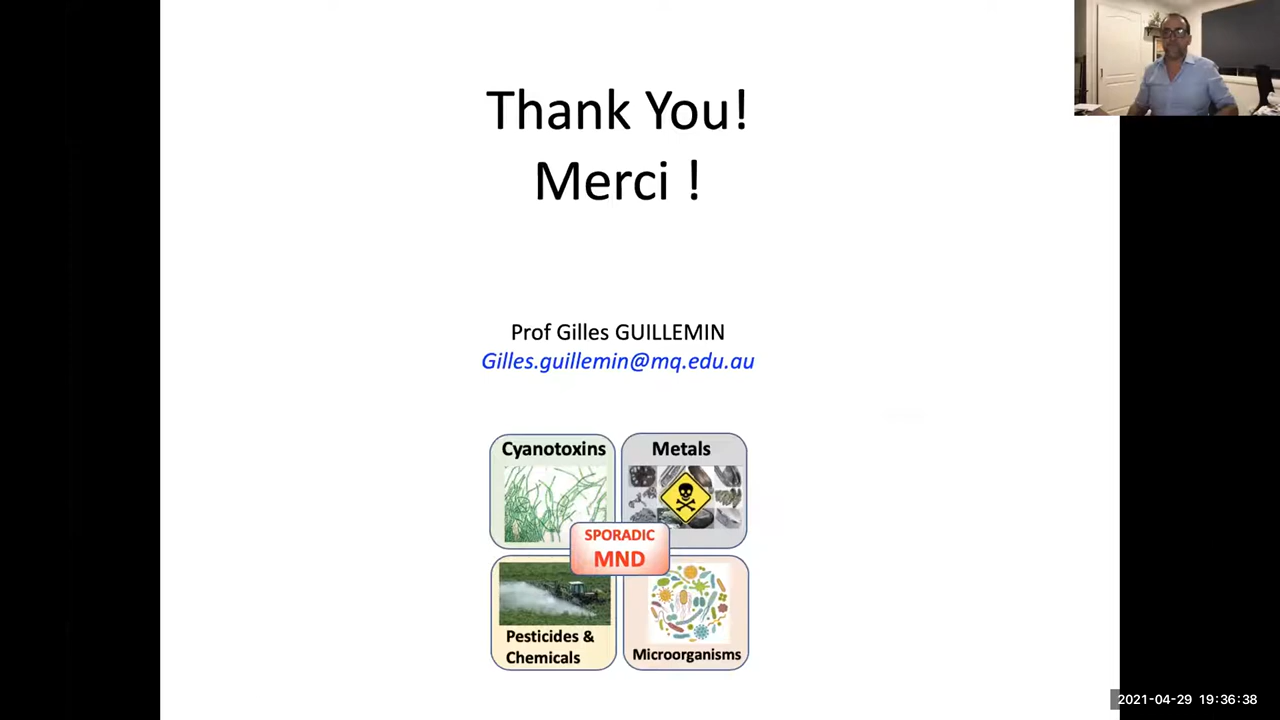 Thank You!
Merci !
Prof Gilles GUILLEMIN
Gilles.guillemin@mq.edu.au
Cyanotoxins
Metals
SPORADIC
MND
Pesticides &
Chemicals
Microorganisms
2021-04-29 19:36:38